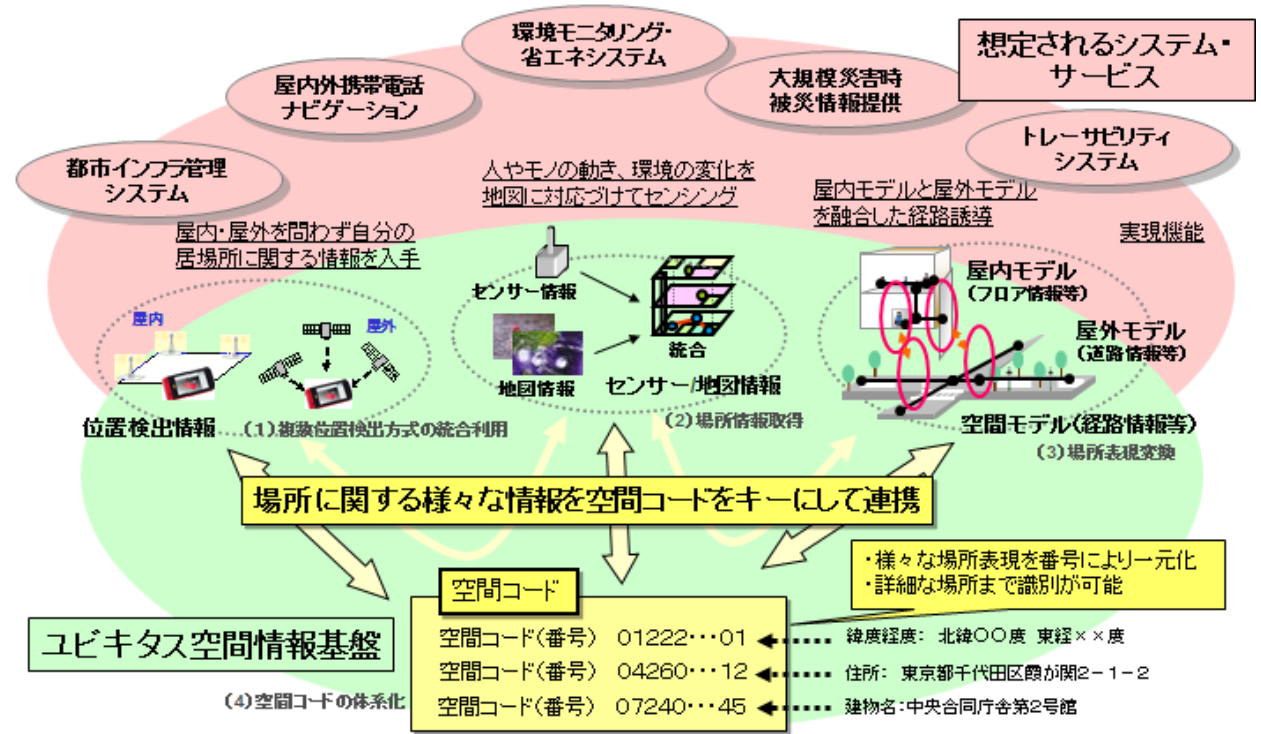 環境モニタリング・
省エネシステム
想定されるシステム・
サービス
屋内外携帯電話
ナビゲーション
大規模災害時
被災情報提供
トレーサビリティ
システム
都市インフラ管理
システム
人やモノの動き、環境の変化を
地図に対応づけてセンシング
屋内モデルと屋外モデル
を融合した経路誘導
実現機能
屋内・屋外を問わず自分の
居場所に関する情報を入手
センサー情報
屋内モデル
(フロア情報等)
屋内
屋外
屋外モデル
(道路情報等)
統合
地図情報
センサー/地図情報
位置検出情報
(1)複数位置検出方式の統合利用
(2)場所情報取得
空間モデル(経路情報等)
(3)場所表現変換
場所に関する様々な情報を空間コードをキーにして連携
・様々な場所表現を番号により一元化
・詳細な場所まで識別が可能
空間コード
ユビキタス空間情報基盤
空間コード(番号) 01222・・・01
緯度経度: 北緯〇〇度 東経××度
空間コード(番号) 04260・・・12
住所: 東京都千代田区霞が関2-1-2
(4)空間コードの体系化
空間コード(番号) 07240・・・45
建物名:中央合同庁舎第2号館